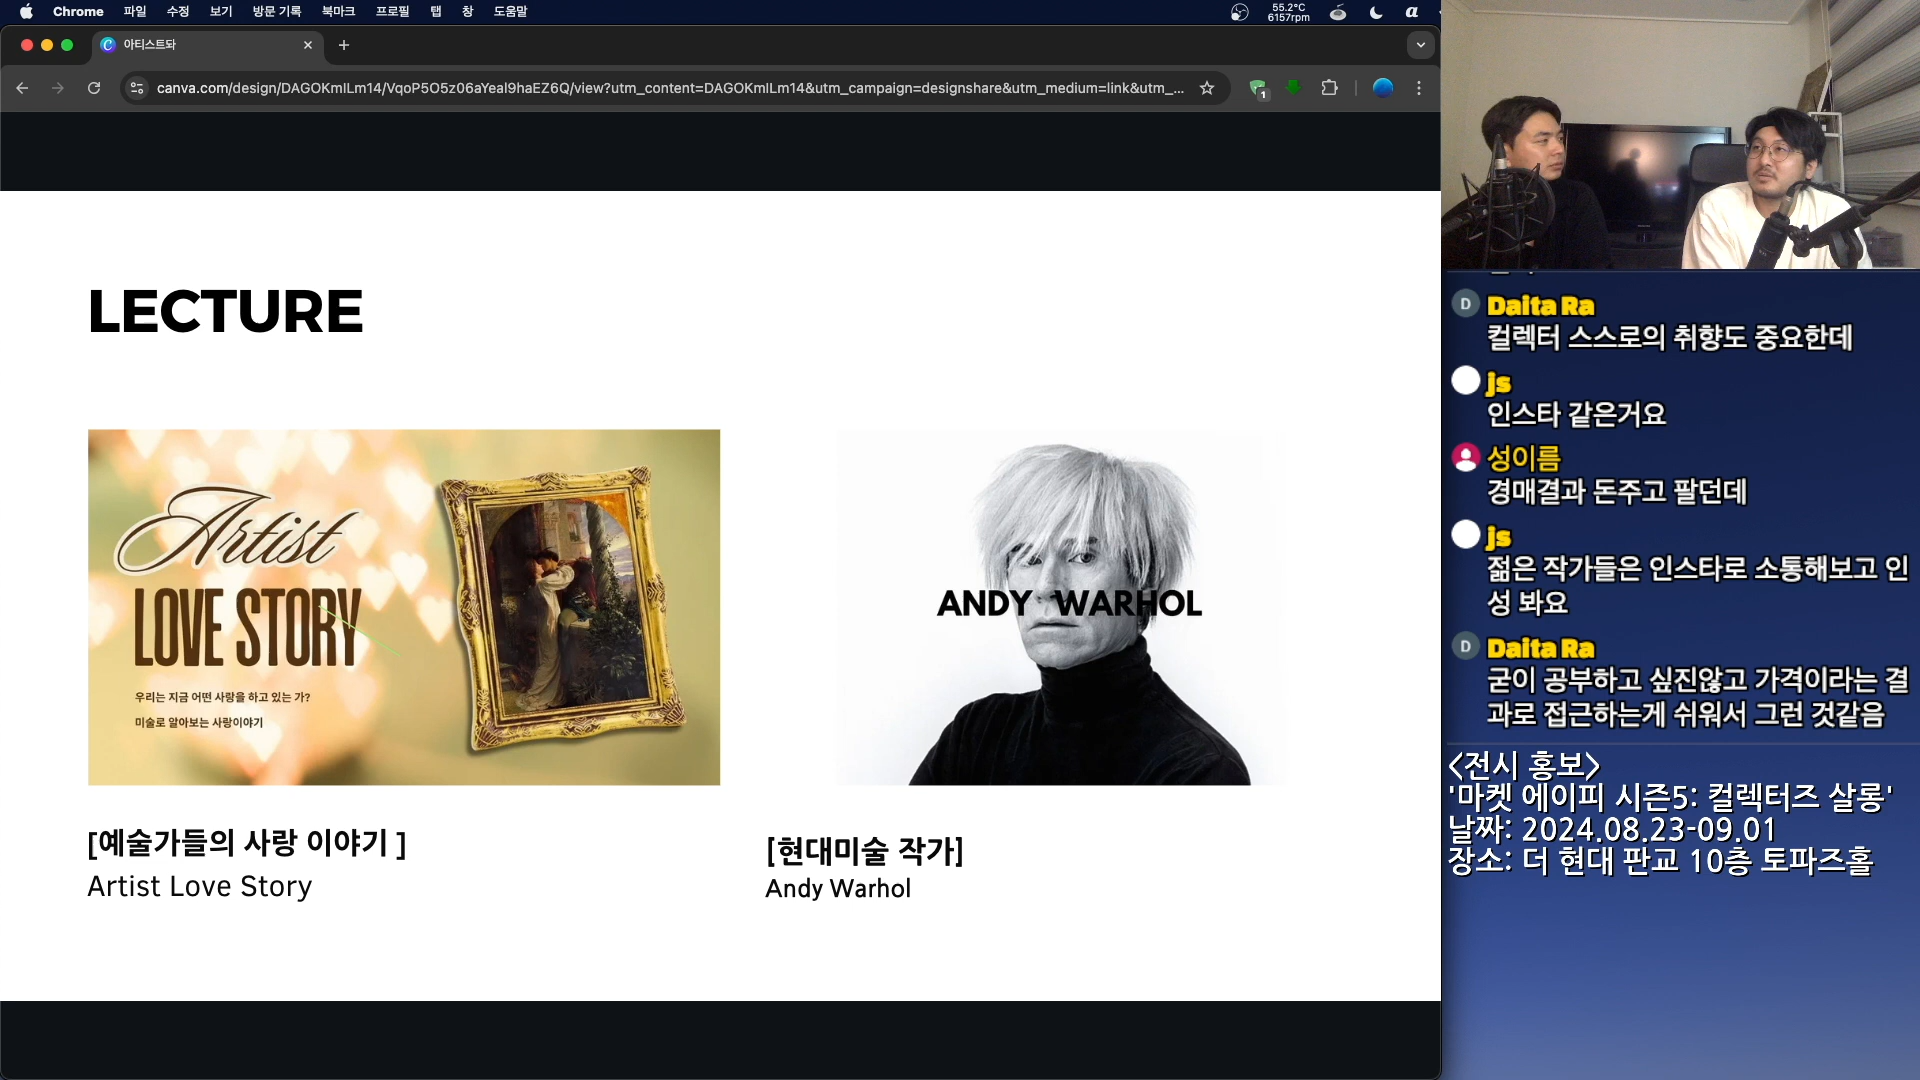 Chrome 파일 수정 보기 방문 기록 북마크 프로필 탭 창 도움말
55.2°C
6157rpm
아티스트돠
canva.com/design/DAGOKmlLm14/VqoP5O5z06aYeal9haEZ6Q/view?utm_content=DAGOKmlLm14&utm_campaign=designshare&utm_medium=link&utm_...
1
LECTURE
Artist
LOVE STORY
우리는 지금 어떤 사랑을 하고 있는 가?
미술로 알아보는 사랑이야기
[예술가들의 사랑 이야기 ]
Artist Love Story
ANDY WARHOL
[현대미술 작가]
Andy Warhol
D Daita Ra
컬렉터 스스로의 취향도 중요한데
js
인스타 같은거요
성이름
경매결과 돈주고 팔던데
js
젊은 작가들은 인스타로 소통해보고 인
성 봐요
D Daita Ra
굳이 공부하고 싶진않고 가격이라는 결
과로 접근하는게 쉬워서 그런 것같음
<전시 홍보>
'마켓 에이피 시즌5: 컬렉터즈 살롱'
날짜: 2024.08.23-09.01
장소: 더 현대 판교 10층 토파즈홀